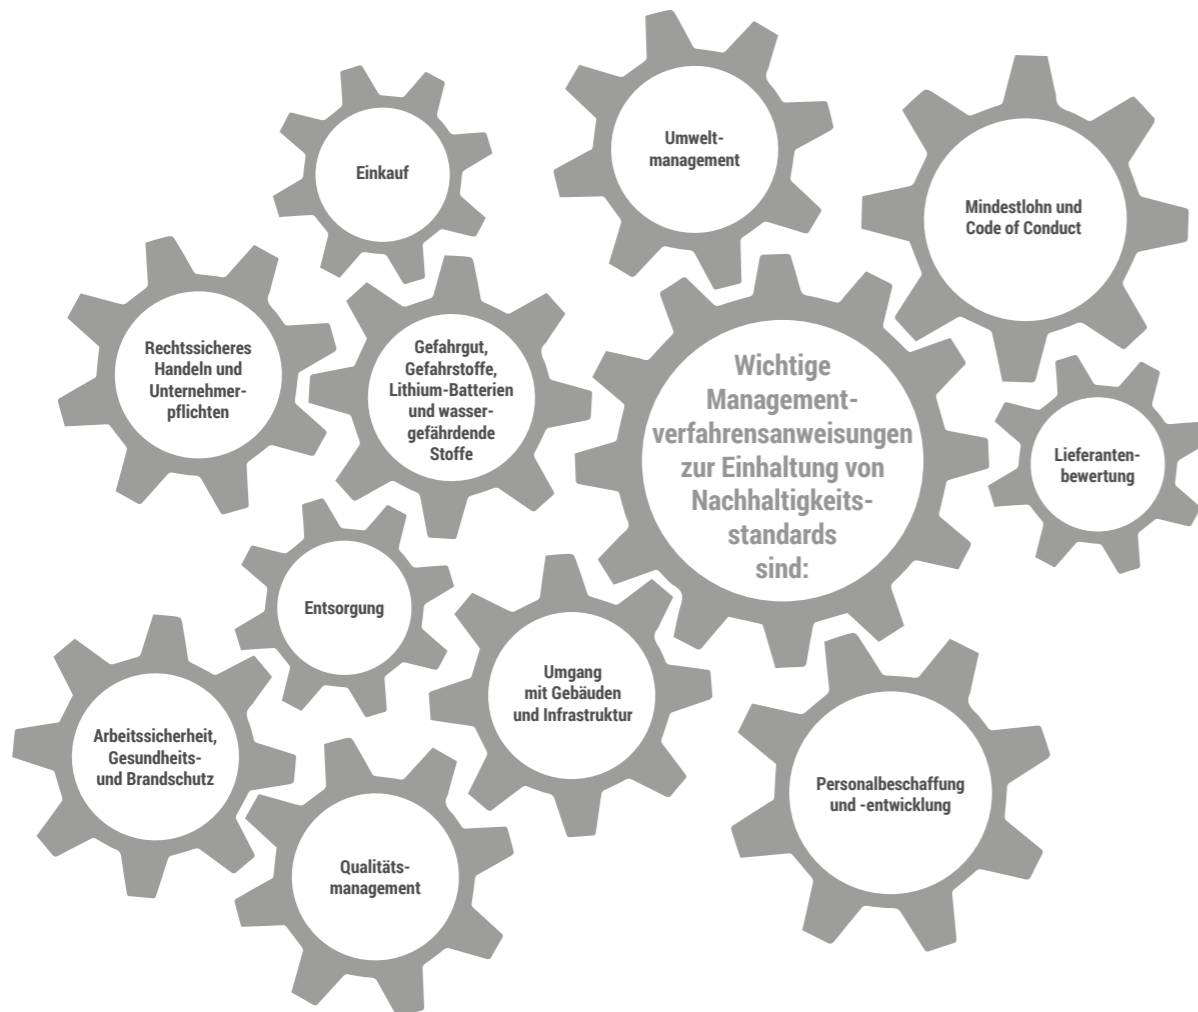 Einkauf
Umwelt-
management
Mindestlohn und
Code of Conduct
Rechtssicheres
Handeln und
Unternehmer-
pflichten
Gefahrgut,
Gefahrstoffe,
Lithium-Batterien
und wasser-
gefährdende
Stoffe
Wichtige
Management-
verfahrensanweisungen
zur Einhaltung von
Nachhaltigkeits-
standards
sind:
Lieferanten-
bewertung
Entsorgung
Umgang
mit Gebäuden
und Infrastruktur
Arbeitssicherheit,
Gesundheits-
und Brandschutz
Personalbeschaffung
und -entwicklung
Qualitäts-
management